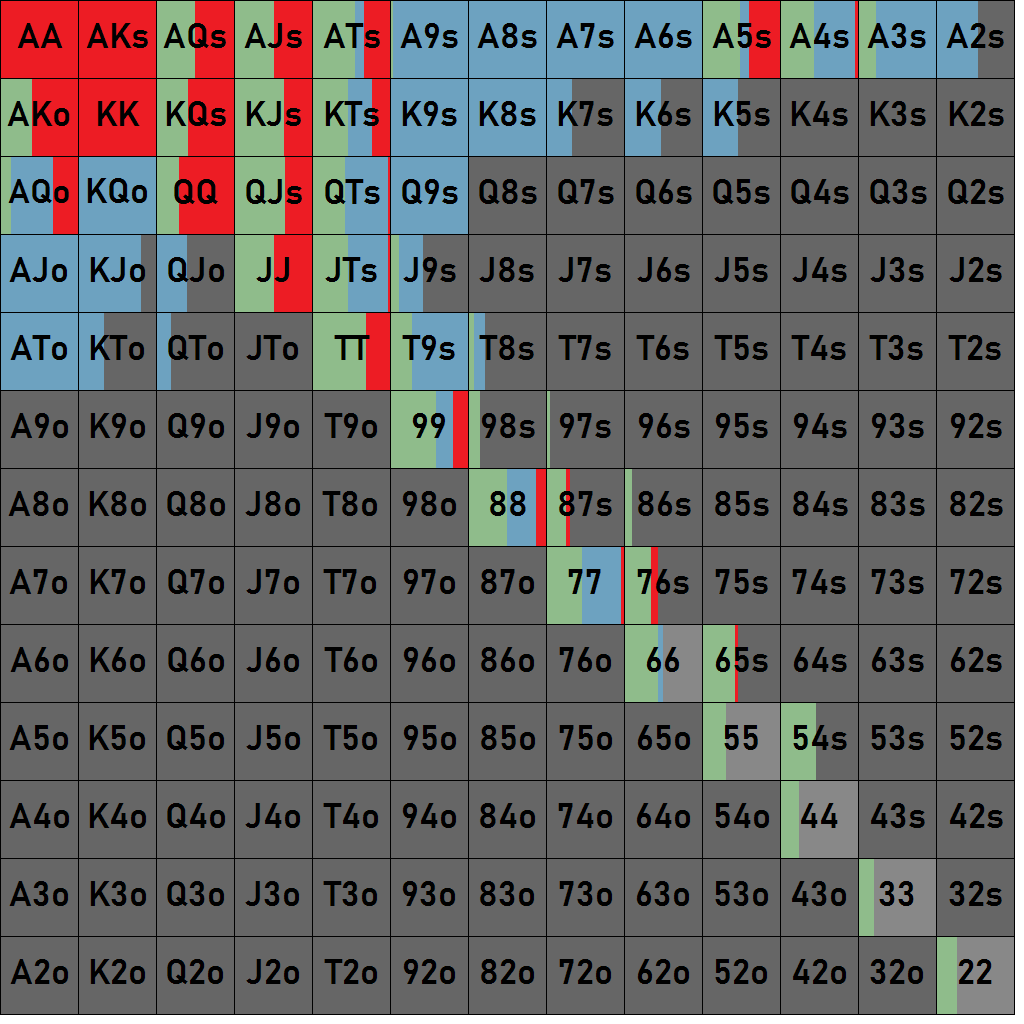 AA AKs AQs AJs ATs A9s A8s A7s A6s A5s A4s A3s A2s
AKo KK KQs KJs KTs K9s K8s K7s K6s K5s K4s K3s K2s
AQo KQo QQ QJs QTs Q9s Q8s Q7s Q6s Q5s Q4s Q3s Q2s
AJo KJo QJo JJ JTs J9s J8s J7s J6s J5s J4s J3s J2s
ATo KTo QTo JTo TT T9s T8s T7s T6s T5s T4s T3s T2s
A9o K9o Q9o J9o T9o 99 98s 97s 96s 95s 94s 93s 92s
A8o K8o Q8o J8o T8o 98o 88 87s 86s 85s 84s 83s 82s
A7o K7o Q7o J7o T7o 97o 87o 77 76s 75s 74s 73s 72s
A6o K6o Q6o J6o T6o 96o 86o 76o 66 65s 64s 63s 62s
A5o K5o Q5o J5o T5o 95o 85o 75o 65o 55 54s 53s 52s
A4o K4o Q4o J4o T4o 94o 84o 74o 64o 54o 44 43s 42s
A3o K3o Q3o J3o T3o 93o 83o 73o 63o 53o 43o 33 32s
A2o K2o Q2o J2o T2o 92o 82o 72o 62o 52o 42o 32o 22